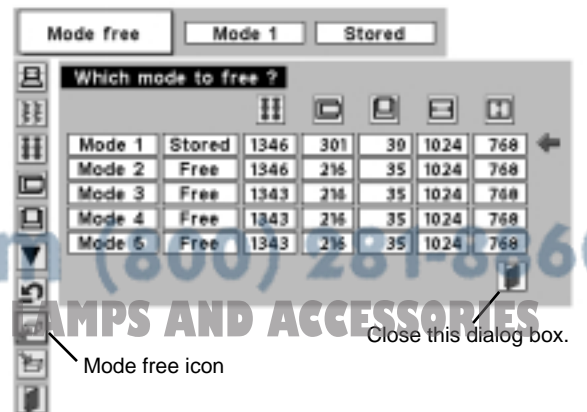 Mode free Mode 1 Stored
Which mode to free ?
Mode 1 Stored 1346 301 39 1024 768
Mode 2 Free 1346 216 35 1024 768
Mode 3 Free 1343 216 35 1024 768
Mode 4 Free 1343 216 35 1024 768
Mode 5 Free 1343 216 35 1024 768
m (800) 281-886
LAMPS AND ACCESSORIES
Close this dialog box.
Mode free icon